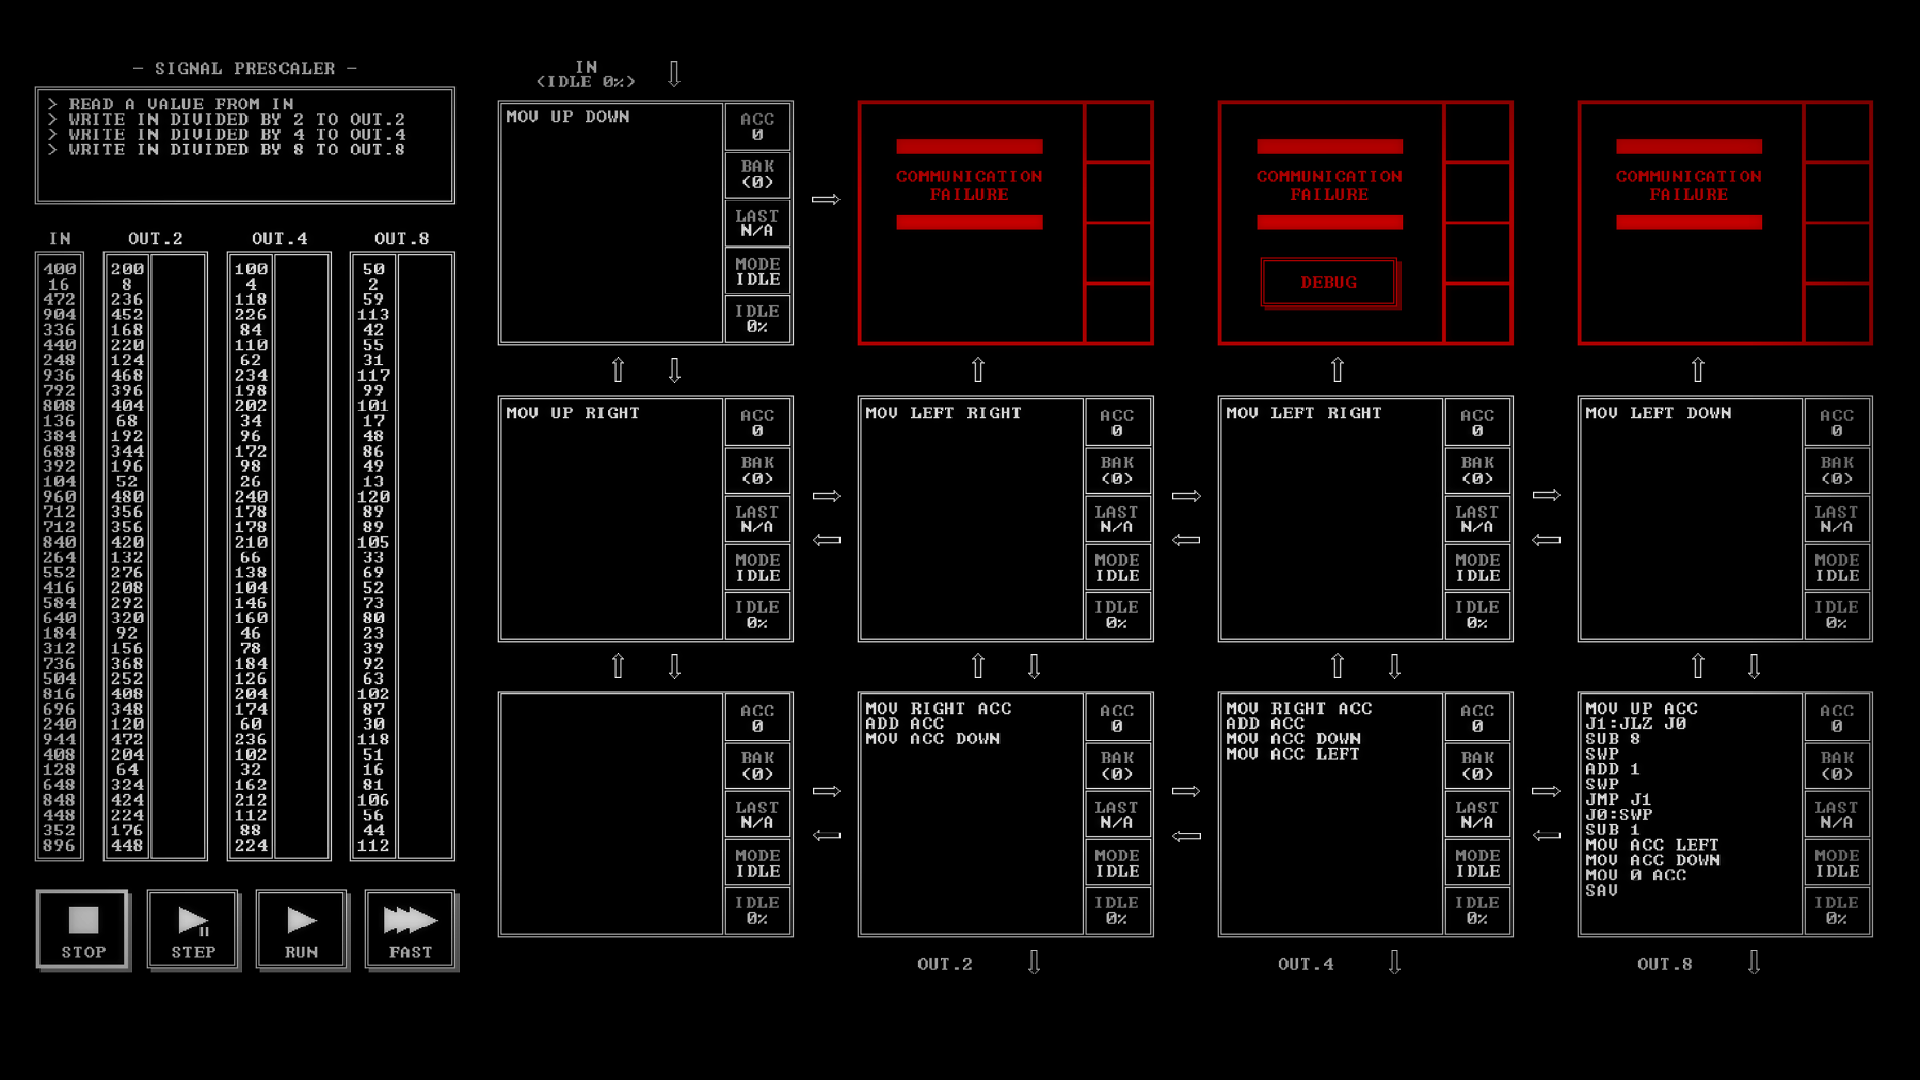 - SIGNAL PRESCALER -
> READ A VALUE FROM IN
> WRITE IN DIVIDED BY 2 TO OUT.2
> WRITE IN DIVIDED BY 4 TO OUT.4
> WRITE IN DIVIDED BY 8 TO OUT.8
IN OUT.2 OUT.4 OUT.8
400 200 100 50
16 8 4 2
472 236 118 59
904 452 226 113
336 168 84 42
440 220 110 55
248 124 62 31
936 468 234 117
792 396 198 99
808 404 202 101
136 68 34 17
384 192 96 48
688 344 172 86
392 196 98 49
104 52 26 13
960 480 240 120
712 356 178 89
712 356 178 89
840 420 210 105
264 132 66 33
552 276 138 69
416 208 104 52
584 292 146 73
640 320 160 80
184 92 46 23
312 156 78 39
736 368 184 92
504 252 126 63
816 408 204 102
696 348 174 87
240 120 60 30
944 472 236 118
408 204 102 51
128 64 32 16
648 324 162 81
848 424 212 106
448 224 112 56
352 176 88 44
896 448 224 112
STOP
STEP
RUN
FAST
IN
<IDLE 0%>
MOV UP DOWN
ACC
0
BAK
<0>
LAST
N/A
MODE
IDLE
IDLE
0%
COMMUNICATION
FAILURE
COMMUNICATION
FAILURE
DEBUG
COMMUNICATION
FAILURE
MOV UP RIGHT
ACC
0
BAK
<0>
LAST
N/A
MODE
IDLE
IDLE
0%
MOV LEFT RIGHT
ACC
0
BAK
<0>
LAST
N/A
MODE
IDLE
IDLE
0%
MOV LEFT RIGHT
ACC
0
BAK
<0>
LAST
N/A
MODE
IDLE
IDLE
0%
MOV LEFT DOWN
ACC
0
BAK
<0>
LAST
N/A
MODE
IDLE
IDLE
0%
ACC
0
BAK
<0>
LAST
N/A
MODE
IDLE
IDLE
0%
MOV RIGHT ACC
ADD ACC
MOV ACC DOWN
ACC
0
BAK
<0>
LAST
N/A
MODE
IDLE
IDLE
0%
MOV RIGHT ACC
ADD ACC
MOV ACC DOWN
MOV ACC LEFT
ACC
0
BAK
<0>
LAST
N/A
MODE
IDLE
IDLE
0%
MOV UP ACC
J1:JLZ J0
SUB 8
SWP
ADD 1
SWP
JMP J1
J0:SWP
SUB 1
MOV ACC LEFT
MOV ACC DOWN
MOV 0 ACC
SAV
ACC
0
BAK
<0>
LAST
N/A
MODE
IDLE
IDLE
0%
OUT.2
OUT.4
OUT.8